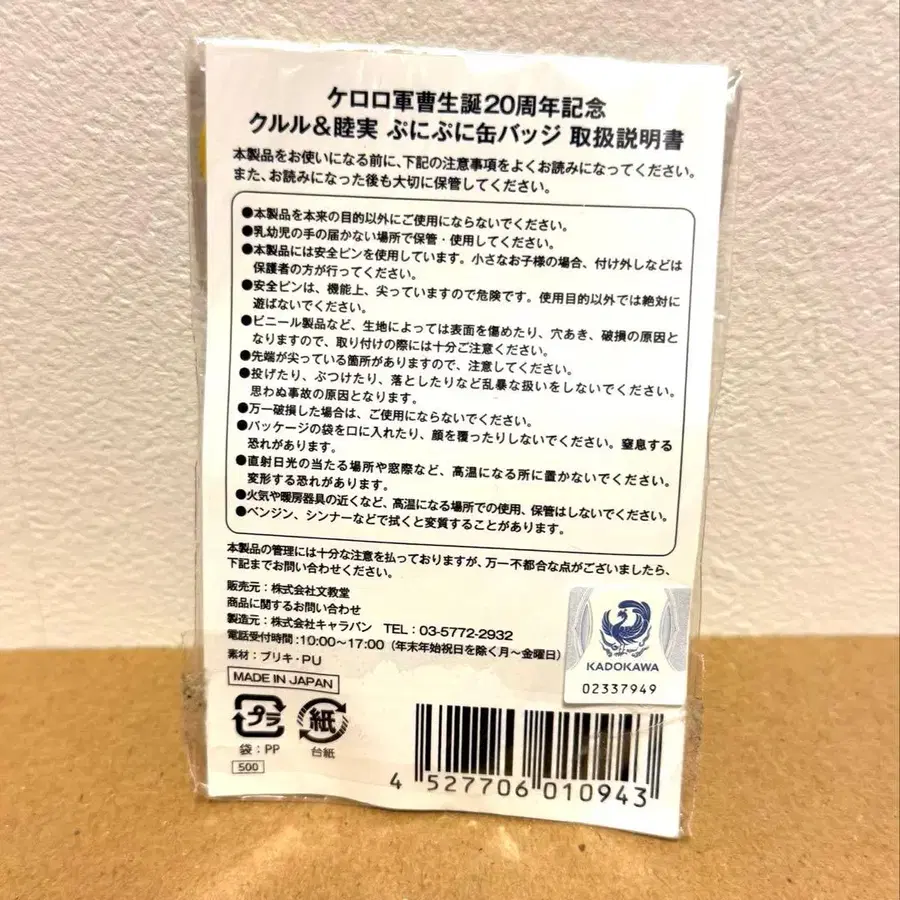 ケロロ軍曹生誕20周年記念
クルル＆睦実 ぷにぷに缶バッジ 取扱説明書
本製品をお使いになる前に、下記の注意事項をよくお読みになってください。
また、お読みになった後も大切に保管してください。
●本製品を本来の目的以外にご使用にならないでください。
●乳幼児の手の届かない場所で保管・使用してください。
●本製品には安全ピンを使用しています。小さなお子様の場合、付け外しなどは
保護者の方が行ってください。
●安全ピンは、機能上、尖っていますので危険です。使用目的以外では絶対に
遊ばないでください。
●ビニール製品など、生地によっては表面を傷めたり、穴あき、破損の原因と
なりますので、取り付けの際には十分ご注意ください。
●先端が尖っている箇所がありますので、注意してください。
●投げたり、ぶつけたり、落としたりなど乱暴な扱いをしないでください。
思わぬ事故の原因となります。
●万一破損した場合は、ご使用にならないでください。
●パッケージの袋を口に入れたり、顔を覆ったりしないでください。窒息する
恐れがあります。
●直射日光の当たる場所や窓際など、高温になる所に置かないでください。
変形する恐れがあります。
●火気や暖房器具の近くなど、高温になる場所での使用、保管はしないでください。
●ベンジン、シンナーなどで拭くと変質することがあります。
本製品の管理には十分な注意を払っておりますが、万一不都合な点がございましたら、
下記までお問い合わせください。
販売元：株式会社文教堂
商品に関するお問い合わせ
製造元：株式会社キャラバン TEL：03-5772-2932
電話受付時間：10:00〜17:00（年末年始祝日を除く月〜金曜日）
素材：ブリキ・PU
MADE IN JAPAN
KADOKAWA
02337949
プラ
紙
袋：PP
台紙
500
4 527706 010943